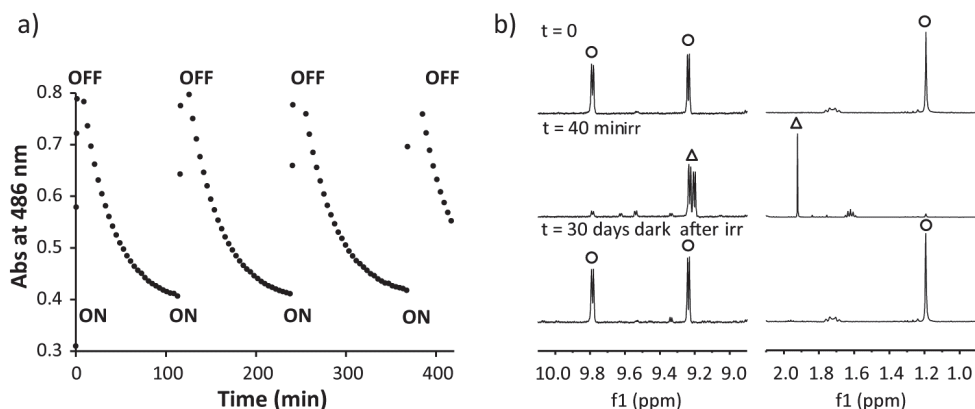 a)
OFF OFF OFF OFF
0.8
0.7
0.6
0.5
0.4
0.3
Abs at 486 nm
ON ON ON ON
0 100 200 300 400
Time (min)
b)
t = 0
t = 40 minirr
t = 30 days dark after irr
10.0 9.8 9.6 9.4 9.2 9.0
f1 (ppm)
2.0 1.8 1.6 1.4 1.2 1.0
f1 (ppm)